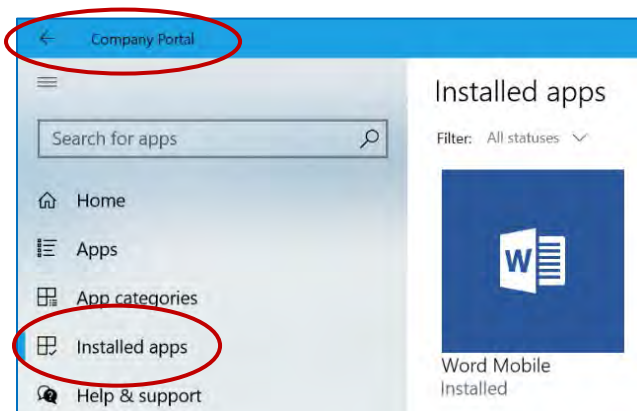 Company Portal
Search for apps
Home
Apps
App categories
Installed apps
Help & support
Installed apps
Filter: All statuses
W
Word Mobile
Installed